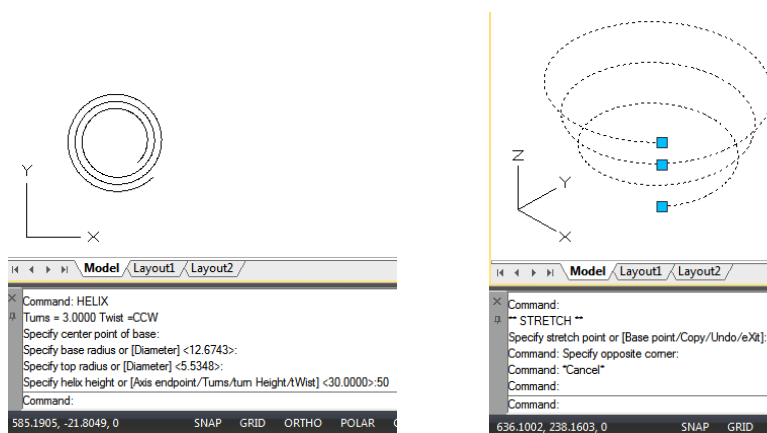 Y
X
Model Layout1 Layout2
Command: HELIX
Turns = 3.0000 Twist =CCW
Specify center point of base:
Specify base radius or [Diameter] <12.6743>:
Specify top radius or [Diameter] <5.5348>:
Specify helix height or [Axis endpoint/Turns/turn Height/tWist] <30.0000>:50
Command:
585.1905, -21.8049, 0 SNAP GRID ORTHO POLAR
Z
Y
X
Model Layout1 Layout2
Command:
** STRETCH **
Specify stretch point or [Base point/Copy/Undo/eXit]:
Command: Specify opposite corner:
Command: *Cancel*
Command:
Command:
636.1002, 238.1603, 0 SNAP GRID